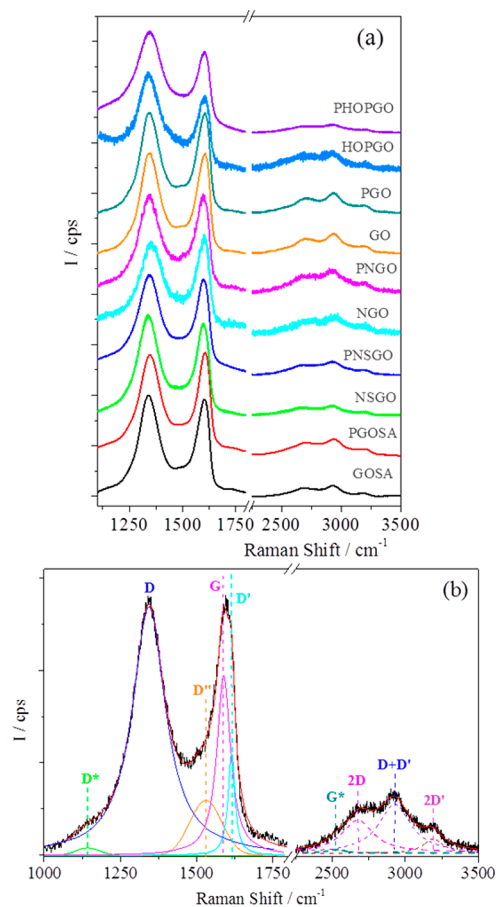 (a)
PHOPGO
HOPGO
PGO
GO
PNGO
NGO
PNSGO
NSGO
PGOSA
GOSA
I / cps
1250 1500 1750 2500 3000 3500
Raman Shift / cm-1
(b)
D G D'
D''
D*
G* 2D D+D' 2D'
I / cps
1000 1250 1500 1750 2500 3000 3500
Raman Shift / cm-1